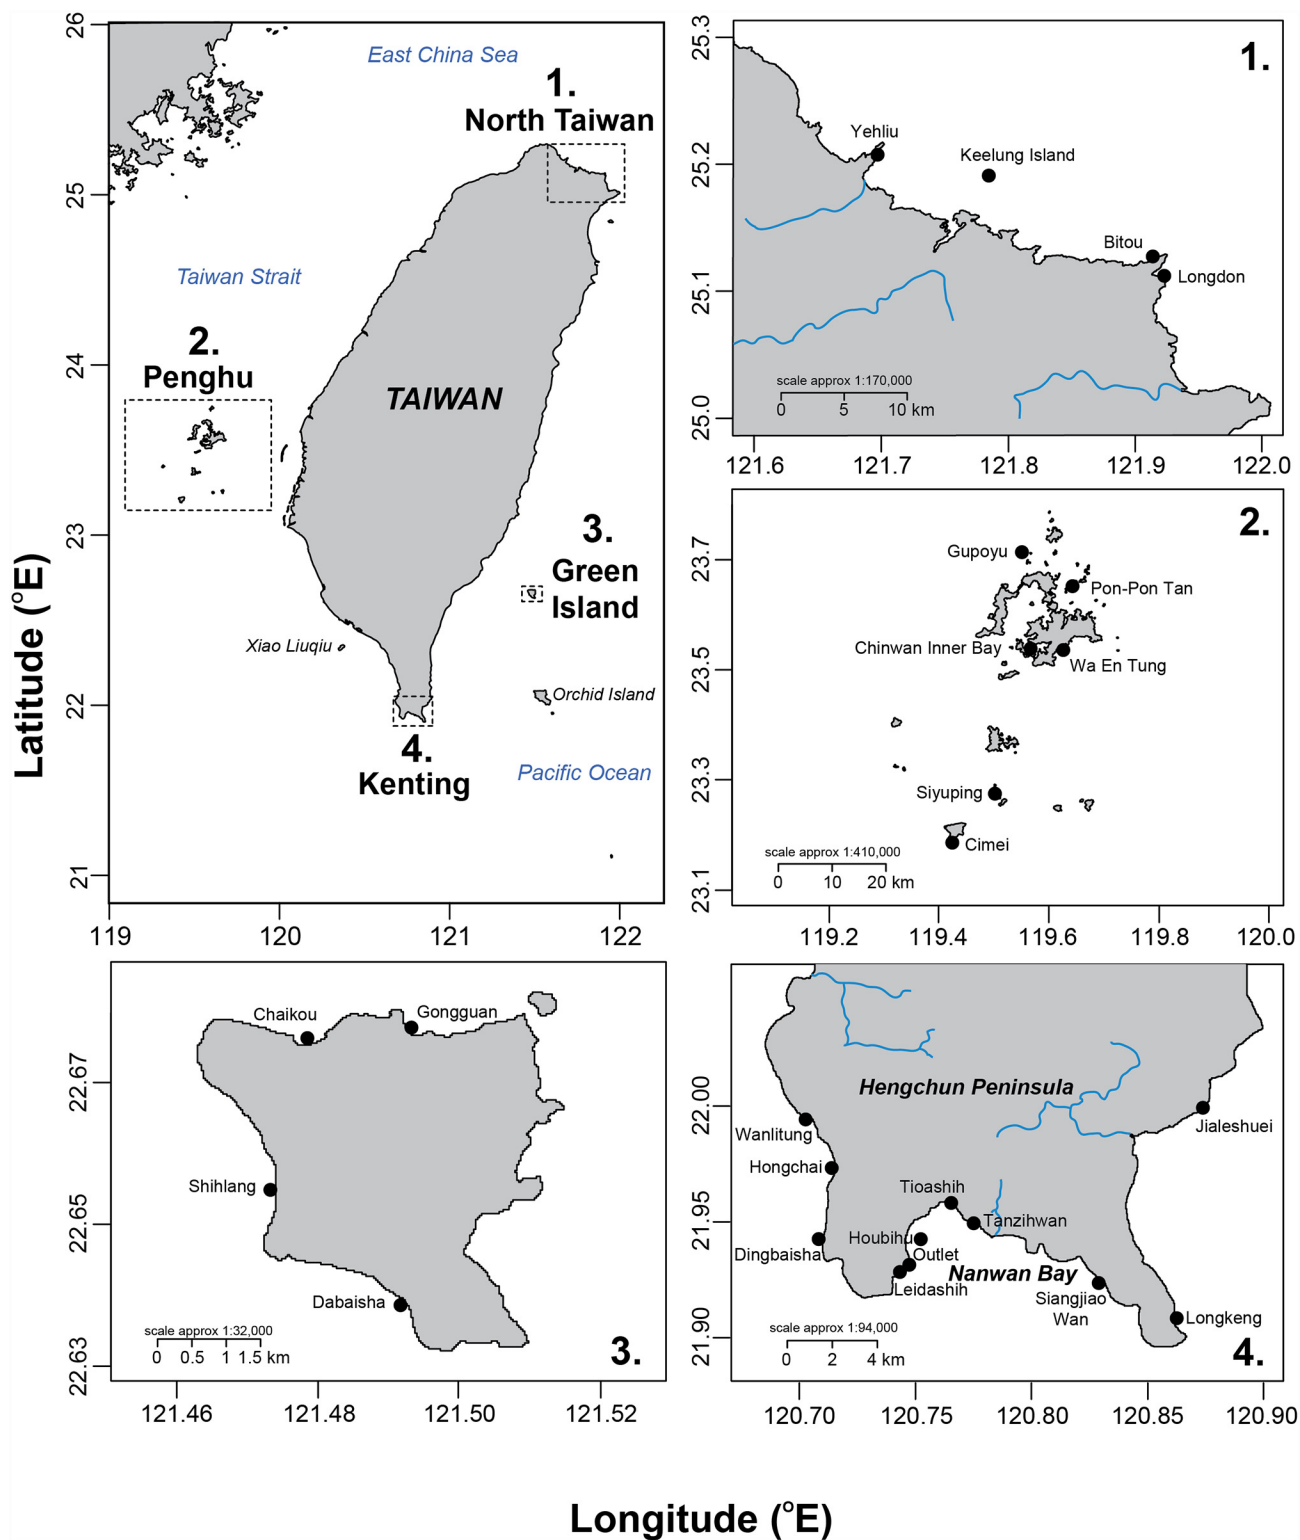 East China Sea
1.
North Taiwan
Taiwan Strait
2.
Penghu
TAIWAN
3.
Green
Island
Xiao Liuqiu
Orchid Island
4.
Kenting
Pacific Ocean
26
25
24
23
22
21
119
120
121
122
Latitude (°E)
1.
Yehliu
Keelung Island
Bitou
Longdon
scale approx 1:170,000
0 5 10 km
25.3
25.2
25.1
25.0
121.6
121.7
121.8
121.9
122.0
2.
Gupoyu
Pon-Pon Tan
Chinwan Inner Bay
Wa En Tung
Siyuping
Cimei
scale approx 1:410,000
0 10 20 km
23.7
23.5
23.3
23.1
119.2
119.4
119.6
119.8
120.0
Chaikou
Gongguan
Shihlang
Dabaisha
scale approx 1:32,000
0 0.5 1 1.5 km
3.
22.67
22.65
22.63
121.46
121.48
121.50
121.52
Hengchun Peninsula
Wanlitung
Jialeshuei
Hongchai
Tioashih
Tanzihwan
Houbihu
Dingbaisha
Outlet
Nanwan Bay
Leidashih
Siangjiao
Wan
Longkeng
scale approx 1:94,000
0 2 4 km
4.
22.00
21.95
21.90
120.70
120.75
120.80
120.85
120.90
Longitude (°E)